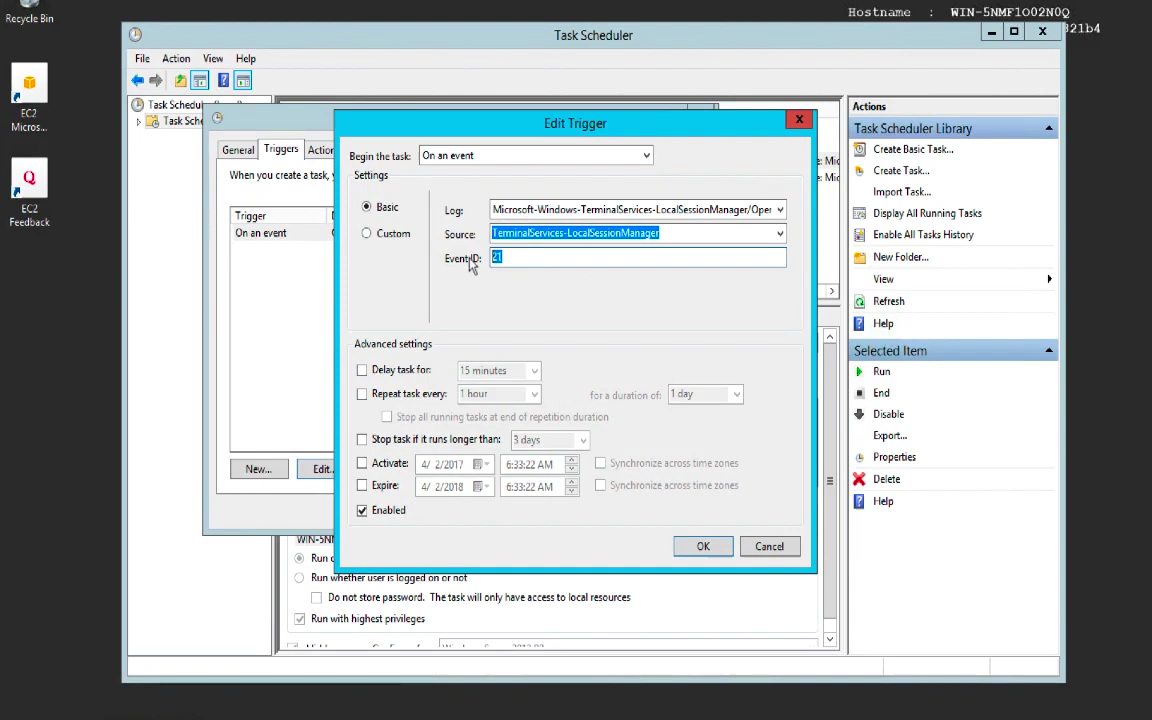 Recycle Bin
Hostname : WIN-5NMF1O02N0Q
321b4
Task Scheduler
File Action View Help
EC2
Micros...
EC2
Feedback
Task Scheduler
Task Sche
General Triggers Action
When you create a task, y
Trigger
On an event
New... Edit...
Edit Trigger
Begin the task: On an event
Settings
Basic
Custom
Log: Microsoft-Windows-TerminalServices-LocalSessionManager/Oper
Source: TerminalServices-LocalSessionManager
Event ID: 21
Advanced settings
Delay task for: 15 minutes
Repeat task every: 1 hour for a duration of: 1 day
Stop all running tasks at end of repetition duration
Stop task if it runs longer than: 3 days
Activate: 4/ 2/2017 6:33:22 AM Synchronize across time zones
Expire: 4/ 2/2018 6:33:22 AM Synchronize across time zones
Enabled
OK Cancel
: Mic
: Mic
WIN-5N
Run o
Run whether user is logged on or not
Do not store password. The task will only have access to local resources
Run with highest privileges
Actions
Task Scheduler Library
Create Basic Task...
Create Task...
Import Task...
Display All Running Tasks
Enable All Tasks History
New Folder...
View
Refresh
Help
Selected Item
Run
End
Disable
Export...
Properties
Delete
Help